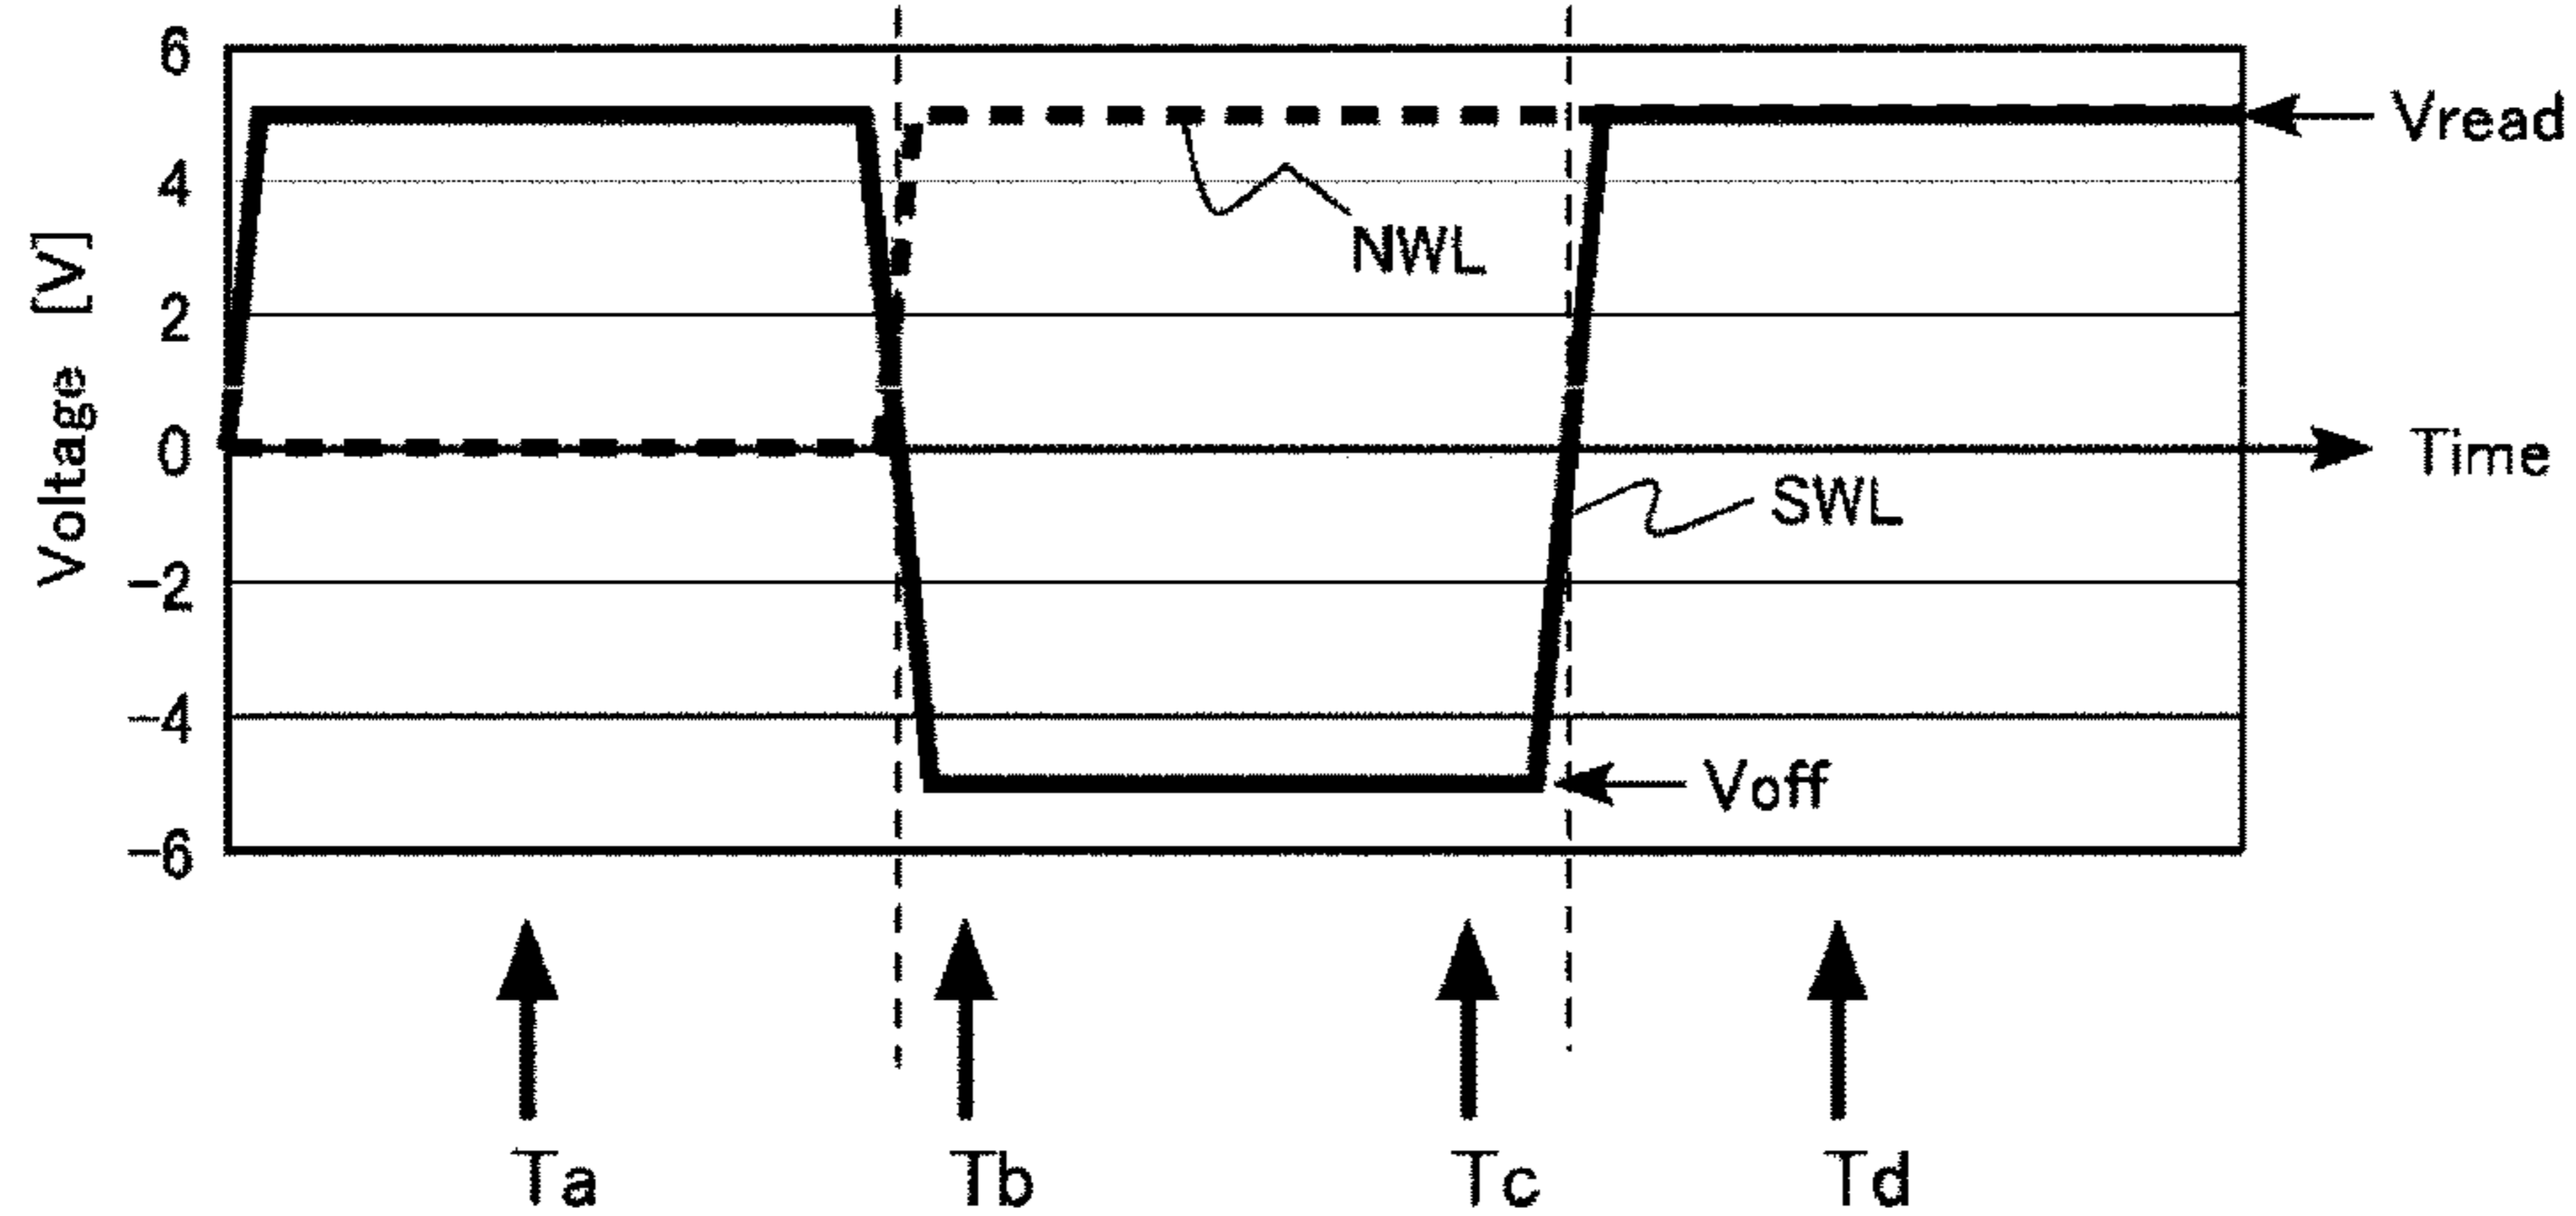 6
Vread
4
NWL
2
Voltage [V]
0
Time
SWL
−2
−4
Voff
−6
Ta
Tb
Tc
Td